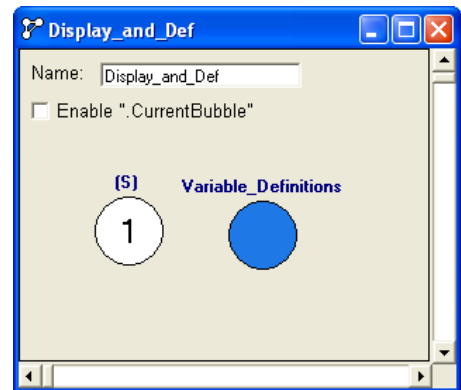 Display_and_Def
Name: Display_and_Def
Enable ".CurrentBubble"
(S) Variable_Definitions
1